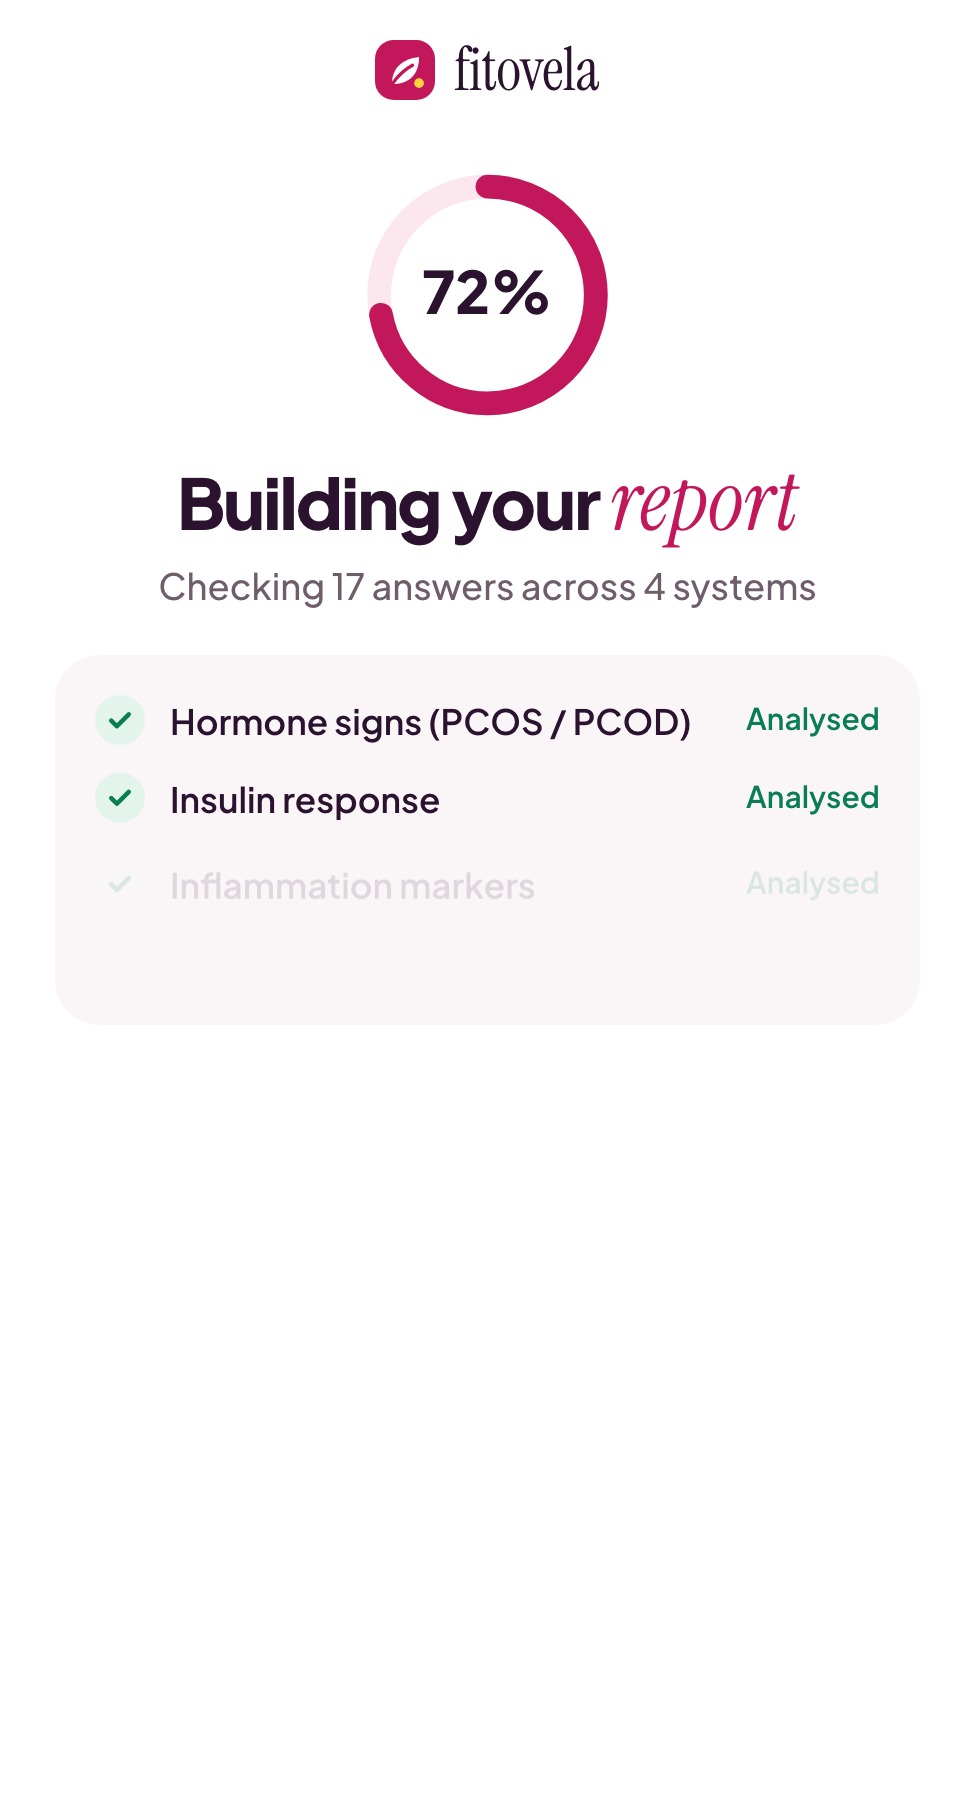 fitovela
72%
Building your report
Checking 17 answers across 4 systems
Hormone signs (PCOS / PCOD) Analysed
Insulin response Analysed
Inflammation markers Analysed